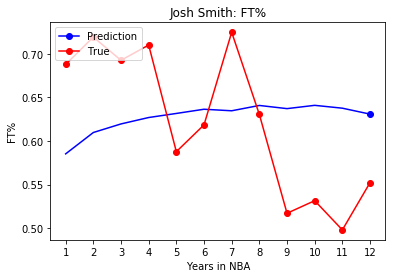 Josh Smith: FT%
Prediction
True
0.70
0.65
0.60
0.55
0.50
FT%
1 2 3 4 5 6 7 8 9 10 11 12
Years in NBA